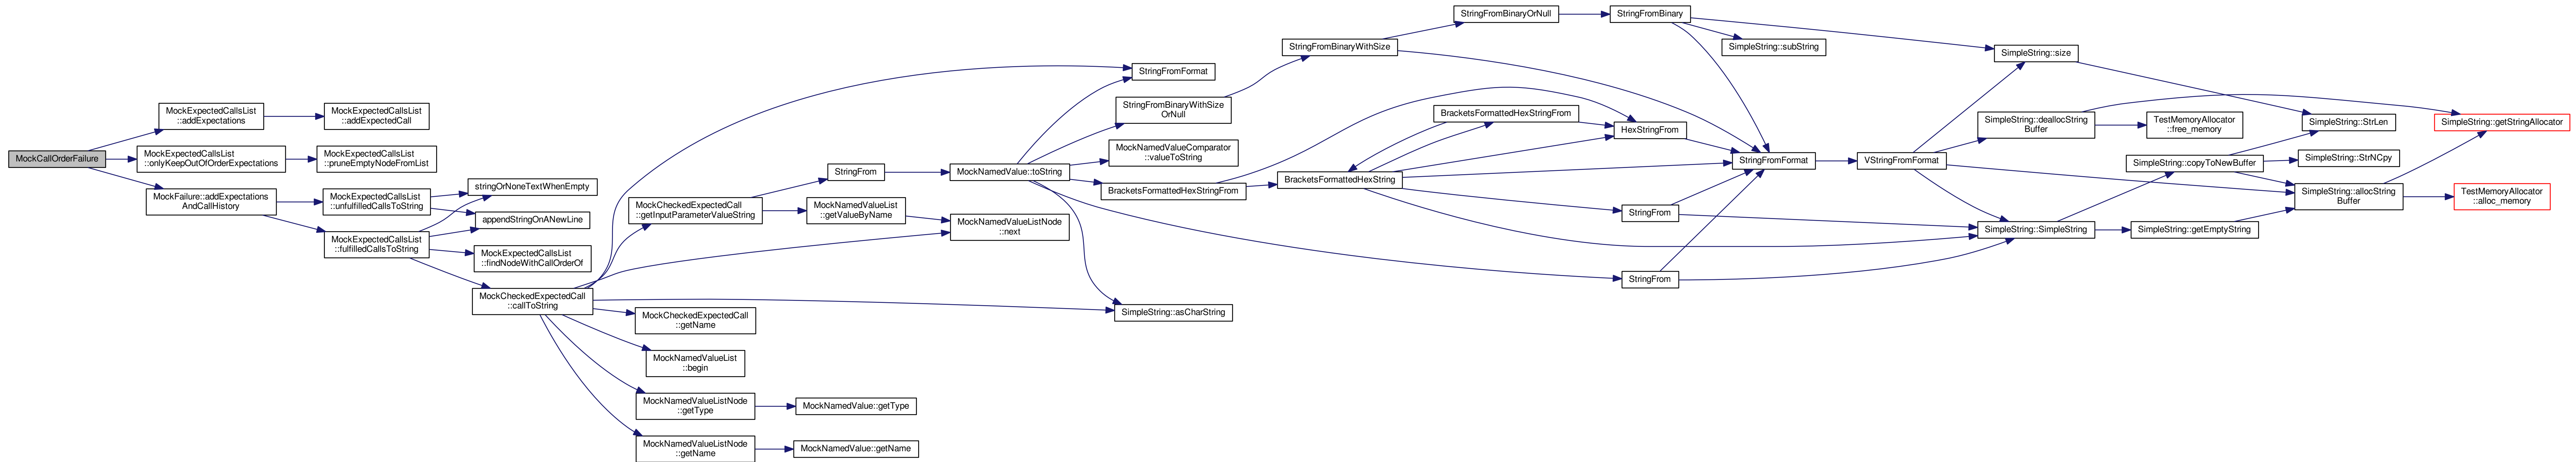 MockCallOrderFailure
MockExpectedCallsList
::addExpectations
MockExpectedCallsList
::addExpectedCall
MockExpectedCallsList
::onlyKeepOutOfOrderExpectations
MockExpectedCallsList
::pruneEmptyNodeFromList
MockFailure::addExpectations
AndCallHistory
MockExpectedCallsList
::unfulfilledCallsToString
MockExpectedCallsList
::fulfilledCallsToString
stringOrNoneTextWhenEmpty
appendStringOnANewLine
MockExpectedCallsList
::findNodeWithCallOrderOf
MockCheckedExpectedCall
::callToString
MockCheckedExpectedCall
::getInputParameterValueString
MockCheckedExpectedCall
::getName
MockNamedValueList
::begin
MockNamedValueListNode
::getType
MockNamedValueListNode
::getName
StringFrom
MockNamedValueList
::getValueByName
MockNamedValue::getType
MockNamedValue::getName
MockNamedValue::toString
MockNamedValueListNode
::next
StringFromFormat
StringFromBinaryWithSize
OrNull
MockNamedValueComparator
::valueToString
BracketsFormattedHexStringFrom
SimpleString::asCharString
StringFromBinaryWithSize
BracketsFormattedHexString
StringFromBinaryOrNull
BracketsFormattedHexStringFrom
StringFromBinary
HexStringFrom
StringFrom
StringFrom
SimpleString::subString
StringFromFormat
VStringFromFormat
SimpleString::size
SimpleString::deallocString
Buffer
SimpleString::SimpleString
TestMemoryAllocator
::free_memory
SimpleString::copyToNewBuffer
SimpleString::getEmptyString
SimpleString::StrLen
SimpleString::StrNCpy
SimpleString::allocString
Buffer
SimpleString::getStringAllocator
TestMemoryAllocator
::alloc_memory